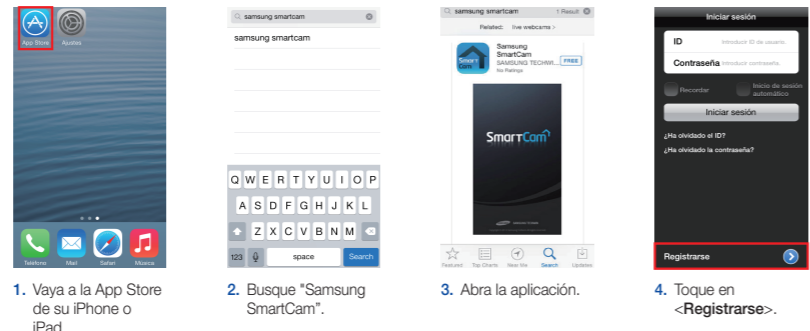 App Store
Ajustes
Teléfono
Mail
Safari
Música
1. Vaya a la App Store
de su iPhone o
iPad.
samsung smartcam
samsung smartcam
Q W E R T Y U I O P
A S D F G H J K L
Z X C V B N M
123
space
Search
2. Busque "Samsung
SmartCam”.
samsung smartcam 1 Result
Related: live webcams >
Samsung
SmartCam
SAMSUNG TECHWI...
No Ratings
FREE
Smart
Cam
SmartCam
Featured
Top Charts
Near Me
Search
Updates
3. Abra la aplicación.
Iniciar sesión
ID Introducir ID de usuario.
Contraseña Introducir contraseña.
Recordar
Inicio de sesión
automático
Iniciar sesión
¿Ha olvidado el ID?
¿Ha olvidado la contraseña?
Registrarse
4. Toque en
<Registrarse>.